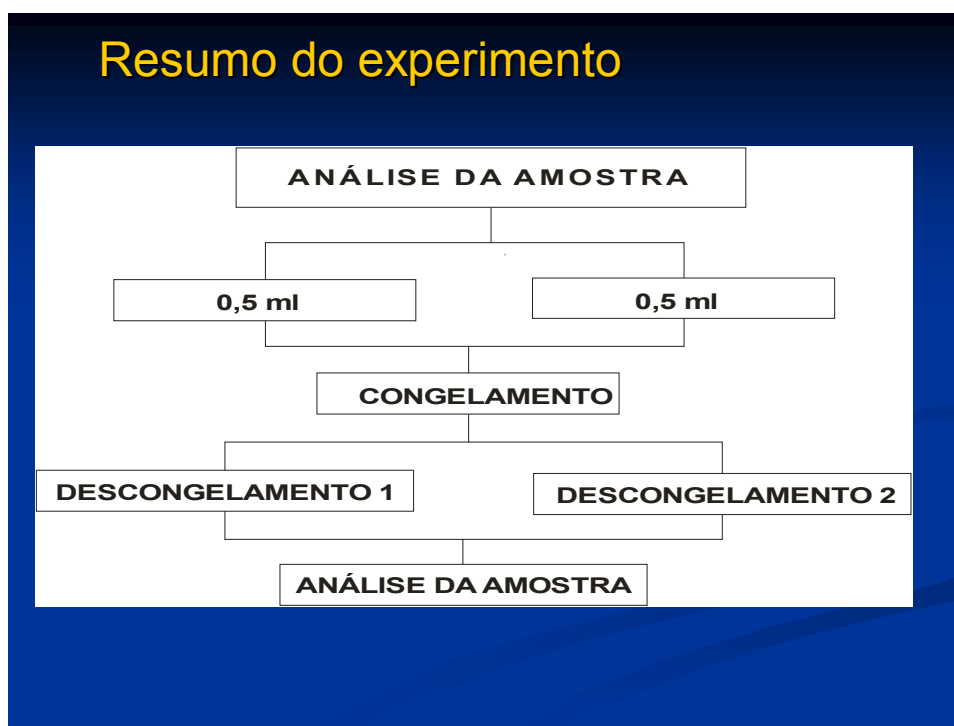 Resumo do experimento
ANÁLISE DA AMOSTRA
0,5 ml
0,5 ml
CONGELAMENTO
DESCONGELAMENTO 1
DESCONGELAMENTO 2
ANÁLISE DA AMOSTRA